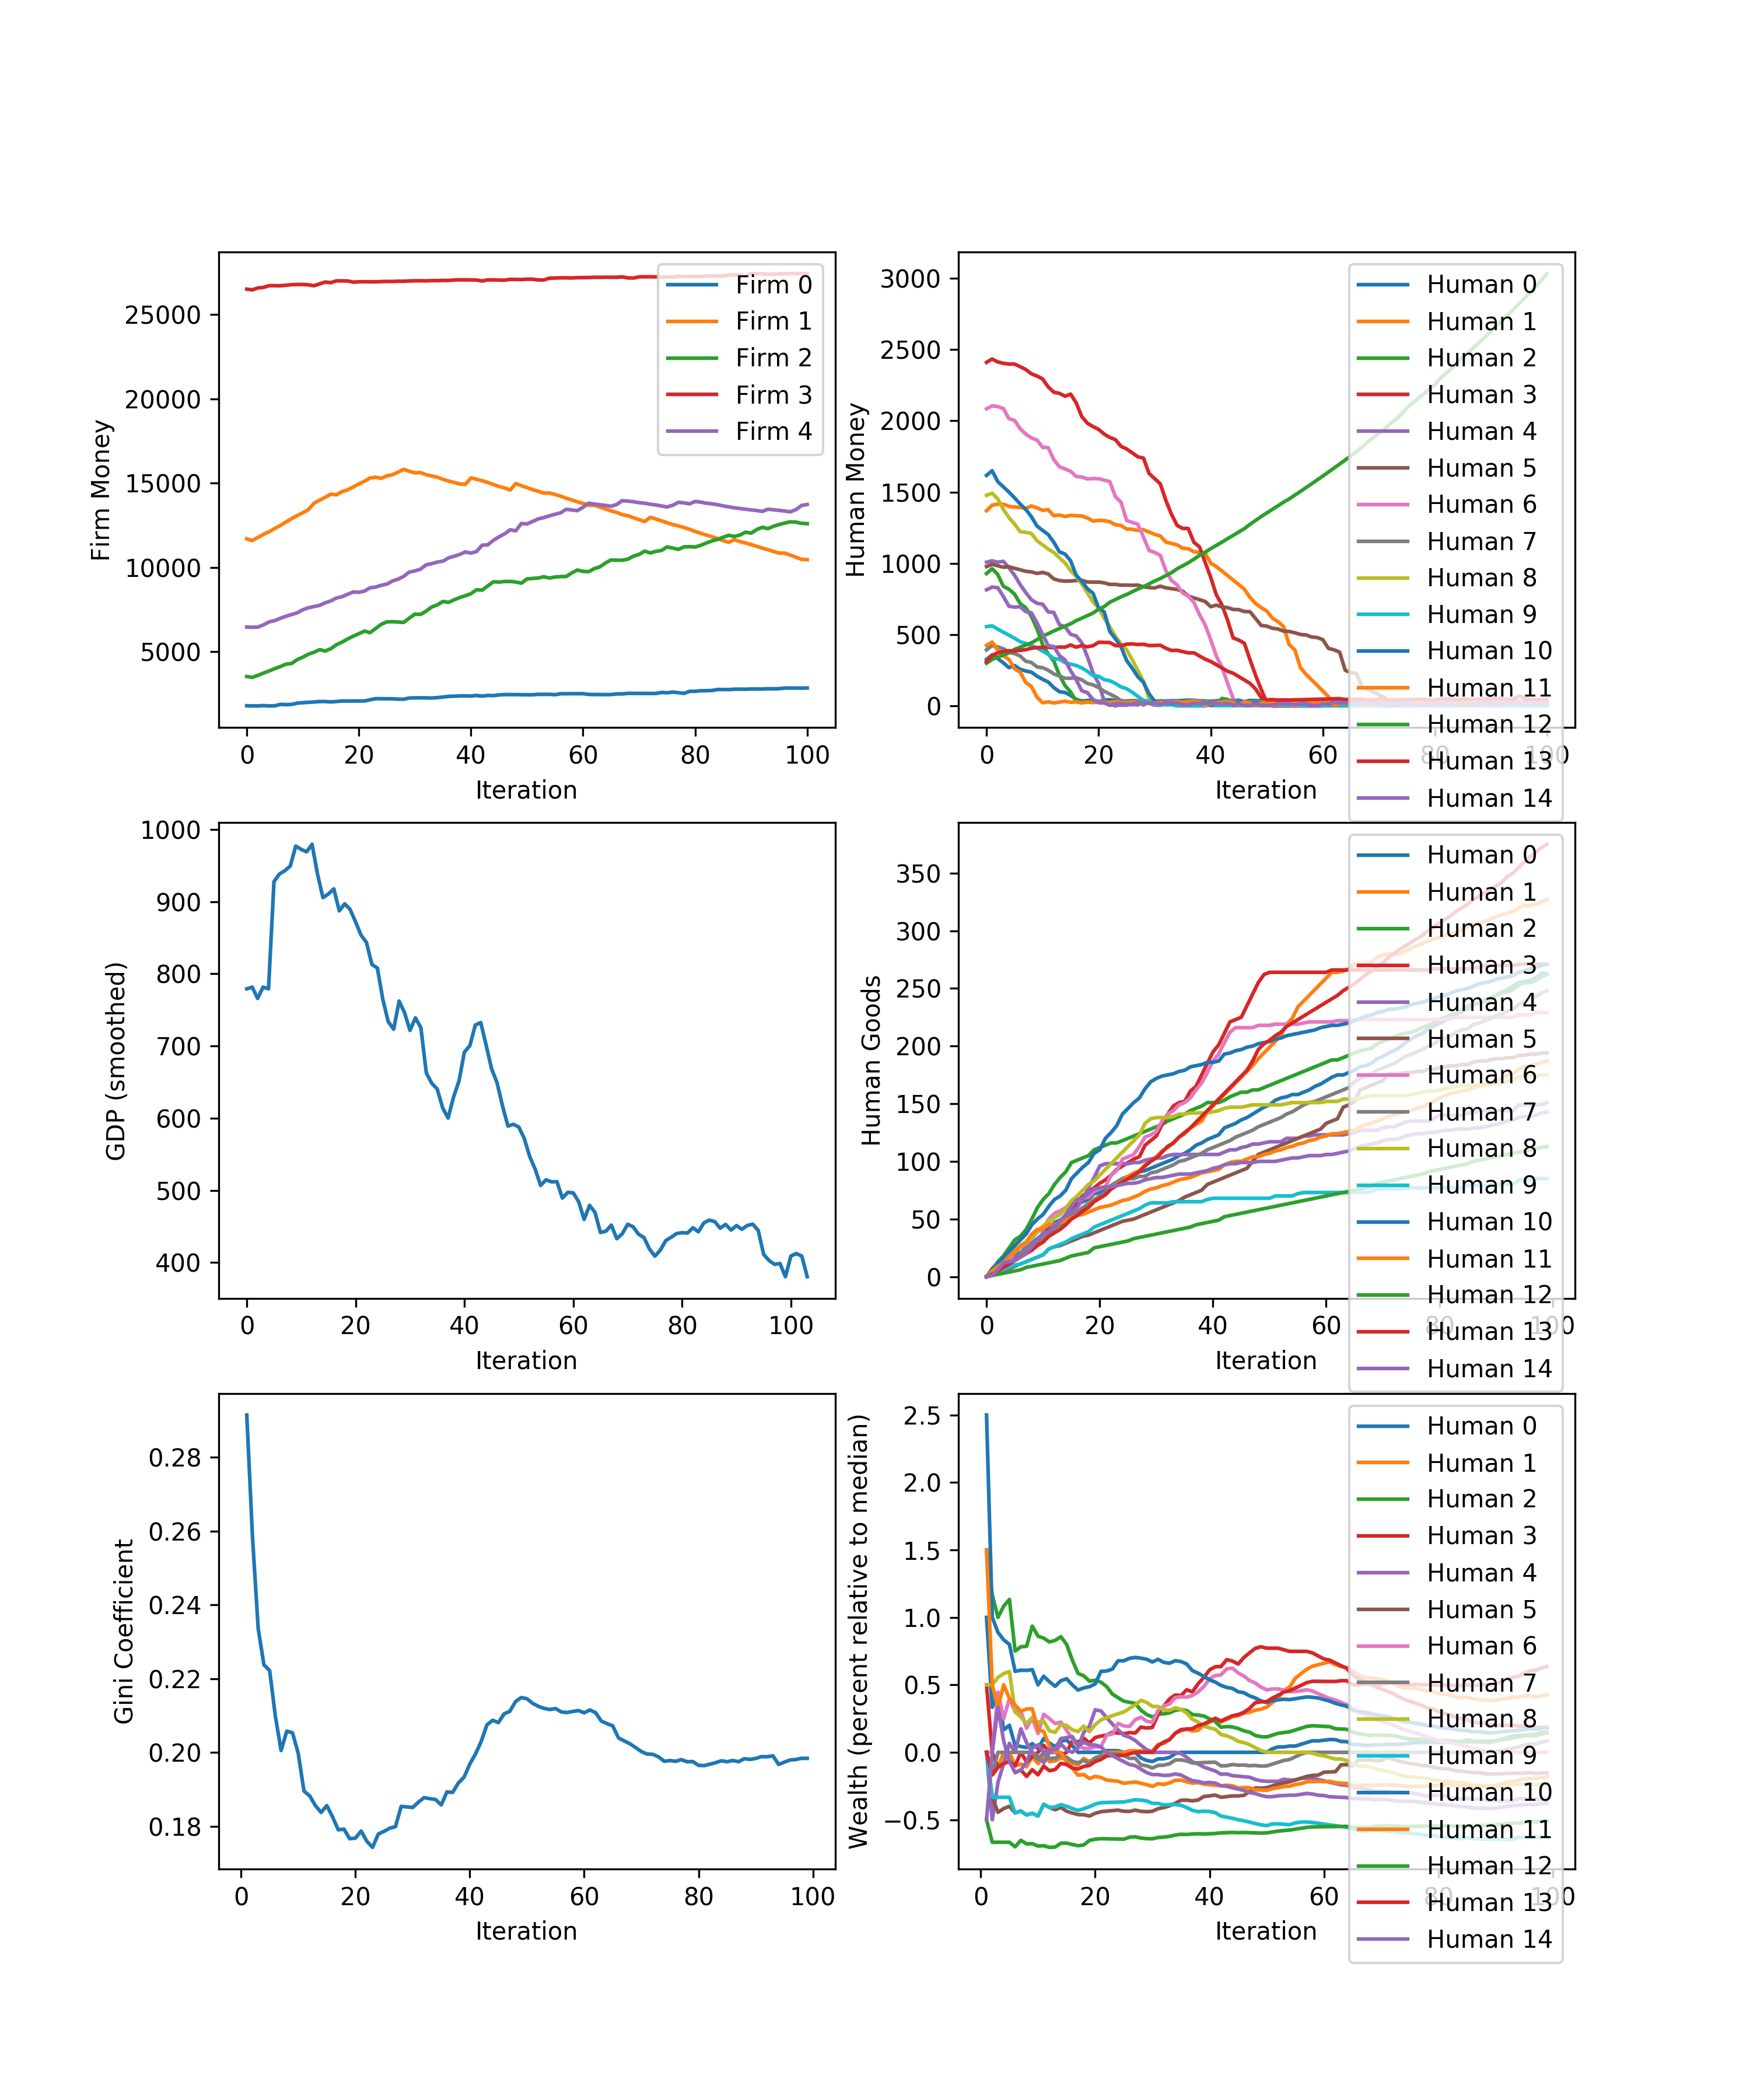 Firm Money
25000
20000
15000
10000
5000
0 20 40 60 80 100
Iteration
Firm 0
Firm 1
Firm 2
Firm 3
Firm 4
Human Money
3000
2500
2000
1500
1000
500
0
0 20 40 60 80 100
Iteration
Human 0
Human 1
Human 2
Human 3
Human 4
Human 5
Human 6
Human 7
Human 8
Human 9
Human 10
Human 11
Human 12
Human 13
Human 14
GDP (smoothed)
1000
900
800
700
600
500
400
0 20 40 60 80 100
Iteration
Human Goods
350
300
250
200
150
100
50
0
0 20 40 60 80 100
Iteration
Human 0
Human 1
Human 2
Human 3
Human 4
Human 5
Human 6
Human 7
Human 8
Human 9
Human 10
Human 11
Human 12
Human 13
Human 14
Gini Coefficient
0.28
0.26
0.24
0.22
0.20
0.18
0 20 40 60 80 100
Iteration
Wealth (percent relative to median)
2.5
2.0
1.5
1.0
0.5
0.0
−0.5
0 20 40 60 80 100
Iteration
Human 0
Human 1
Human 2
Human 3
Human 4
Human 5
Human 6
Human 7
Human 8
Human 9
Human 10
Human 11
Human 12
Human 13
Human 14